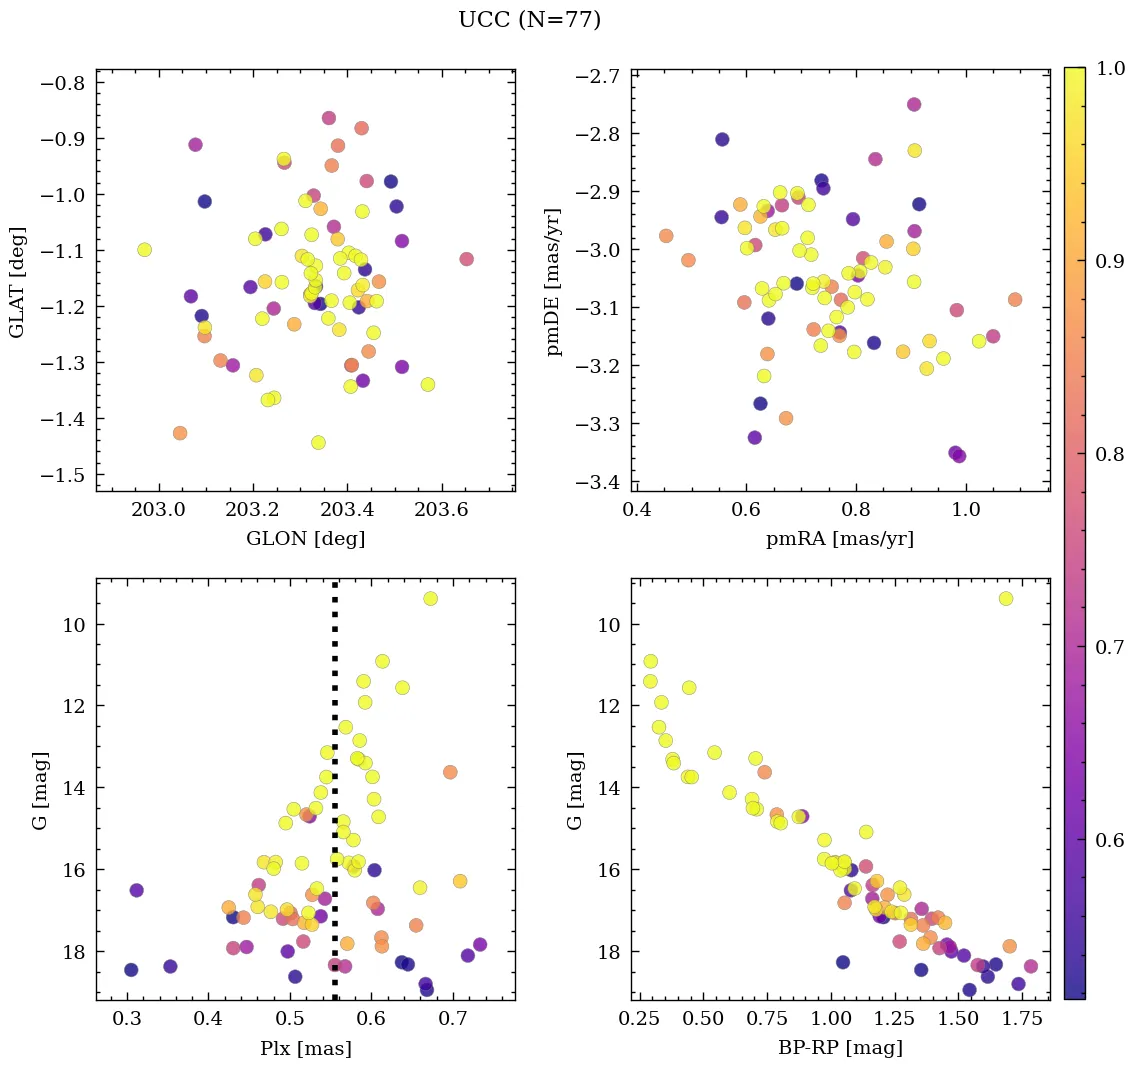 UCC (N=77)
−0.8
−0.9
−1.0
−1.1
−1.2
−1.3
−1.4
−1.5
GLAT [deg]
203.0 203.2 203.4 203.6
GLON [deg]
−2.7
−2.8
−2.9
−3.0
−3.1
−3.2
−3.3
−3.4
pmDE [mas/yr]
0.4 0.6 0.8 1.0
pmRA [mas/yr]
1.0
0.9
0.8
0.7
0.6
10
12
14
16
18
G [mag]
0.3 0.4 0.5 0.6 0.7
Plx [mas]
10
12
14
16
18
G [mag]
0.25 0.50 0.75 1.00 1.25 1.50 1.75
BP-RP [mag]